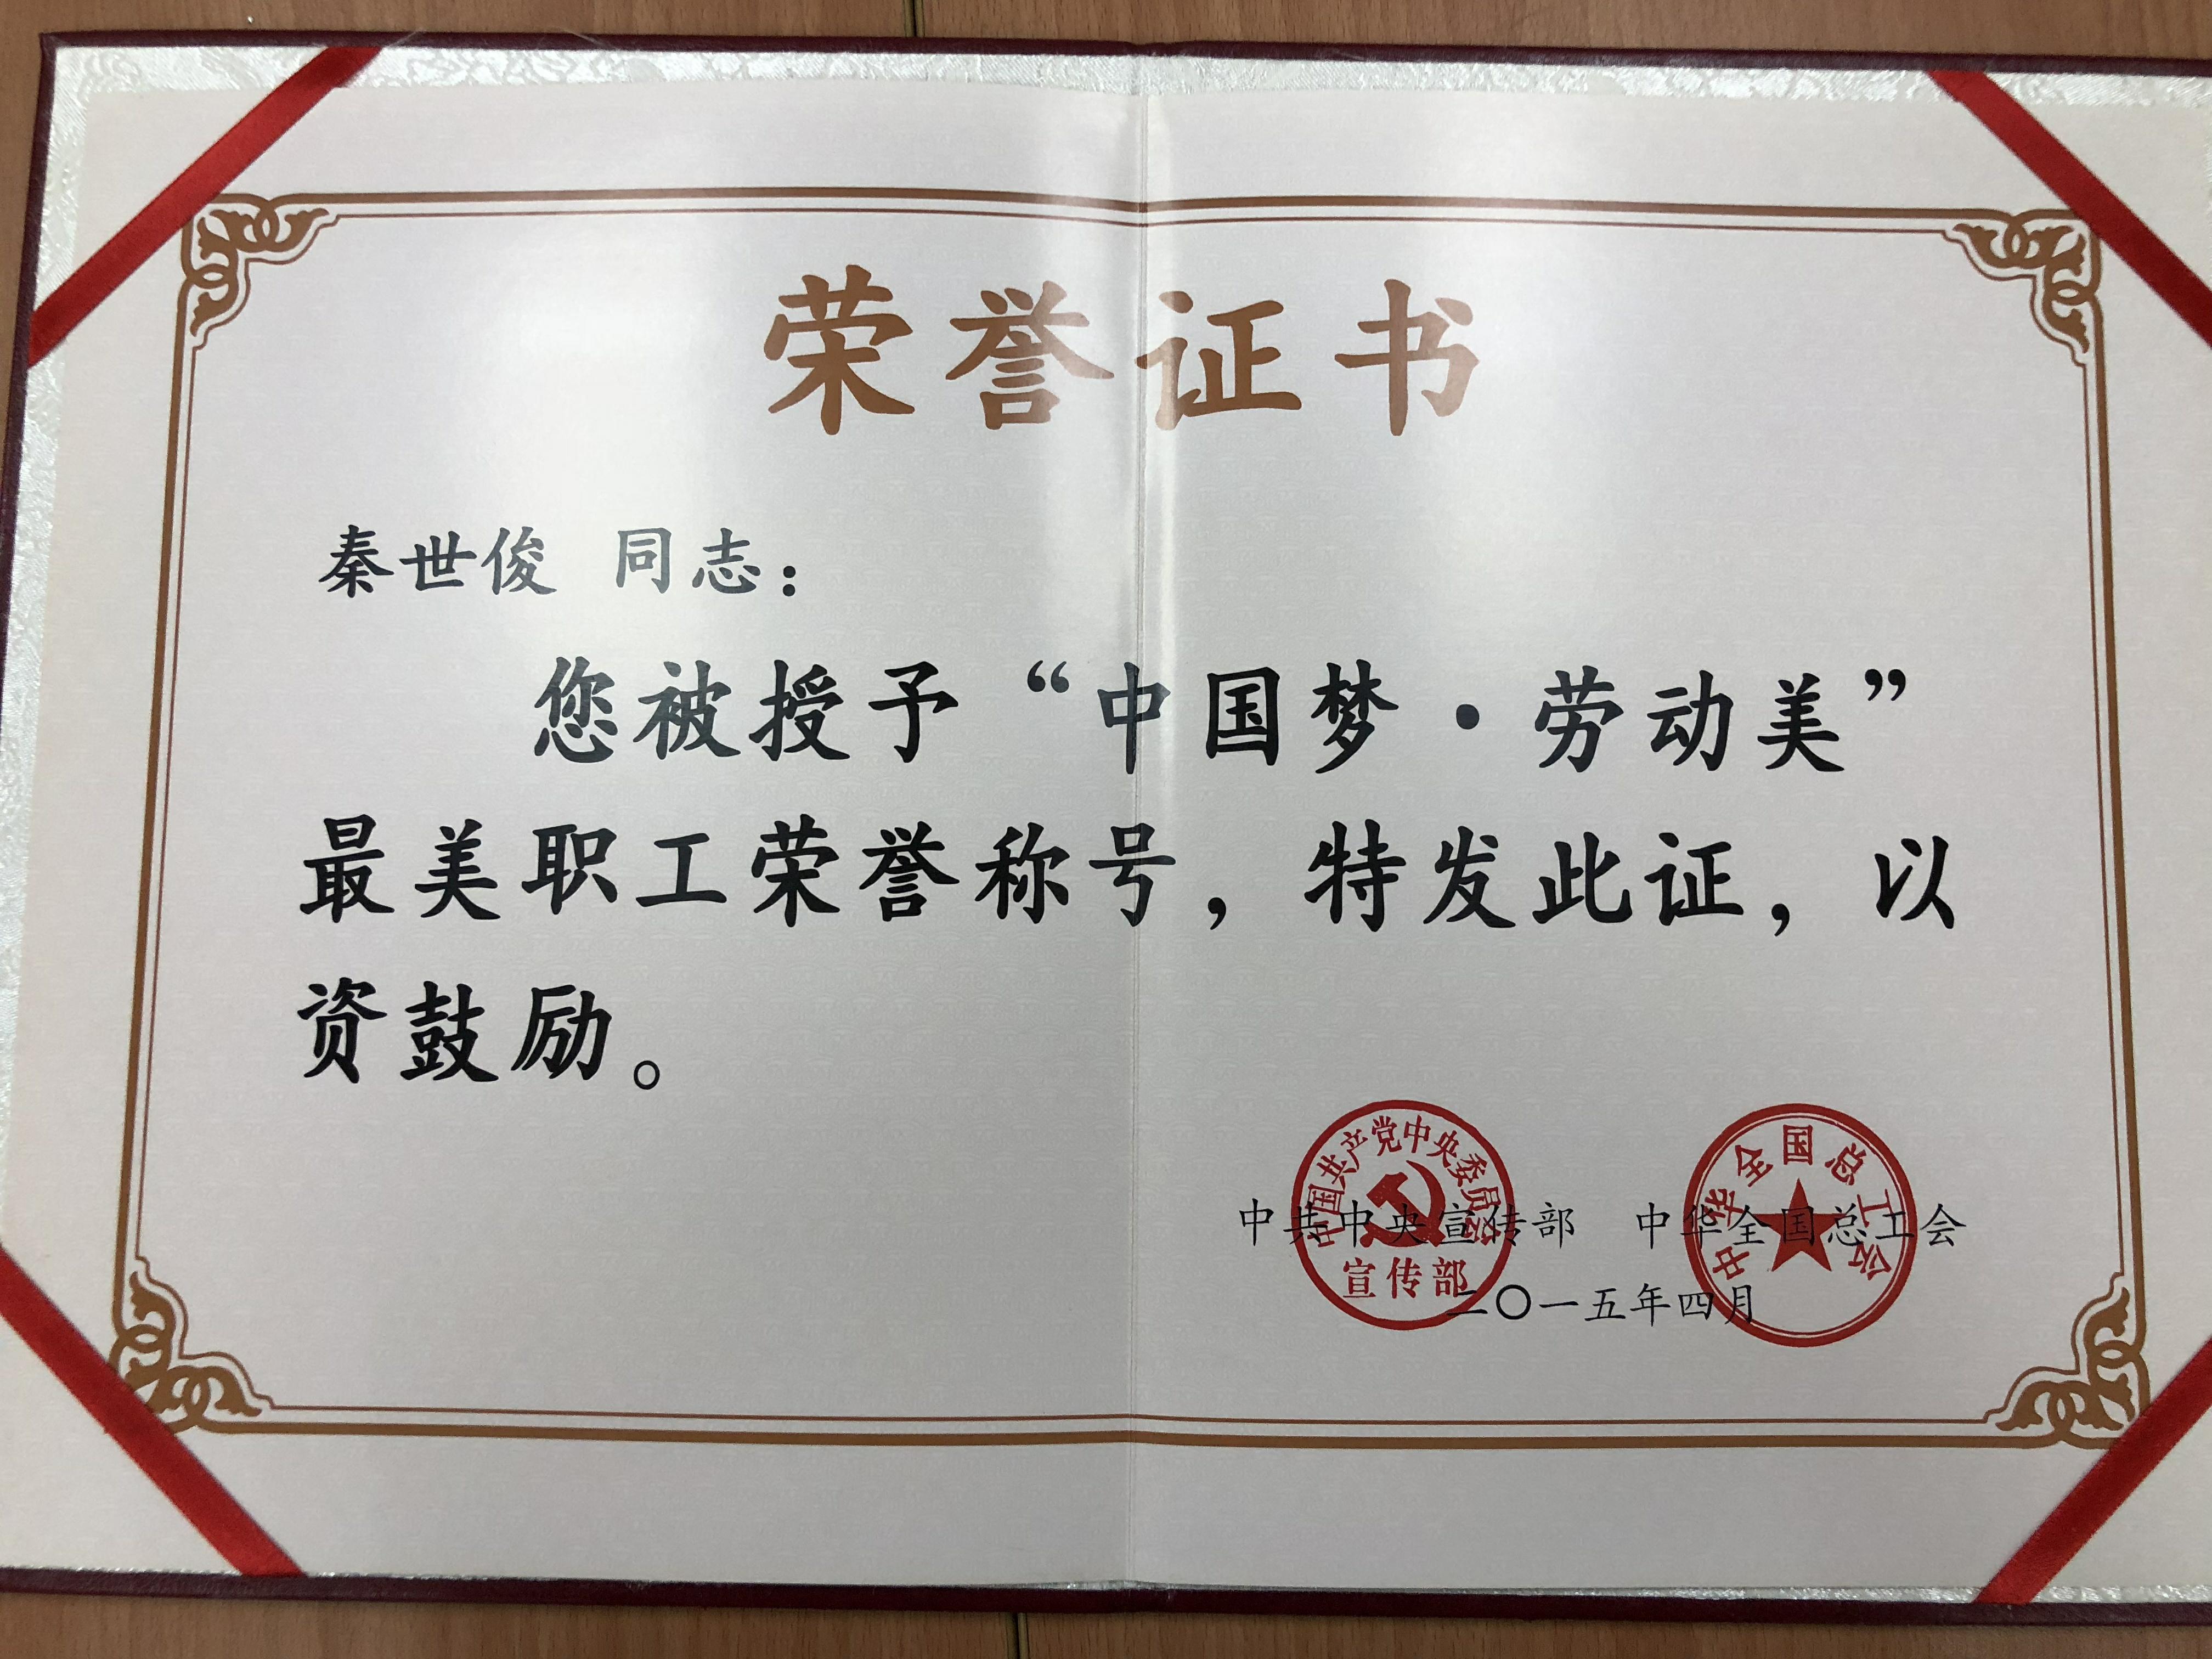 荣誉证书
秦世俊 同志：
您被授予“中国梦·劳动美”
最美职工荣誉称号，特发此证，以
资鼓励。
中国共产党中央委员会
宣传部
中华全国总工会
中共中央宣传部 中华全国总工会
二〇一五年四月